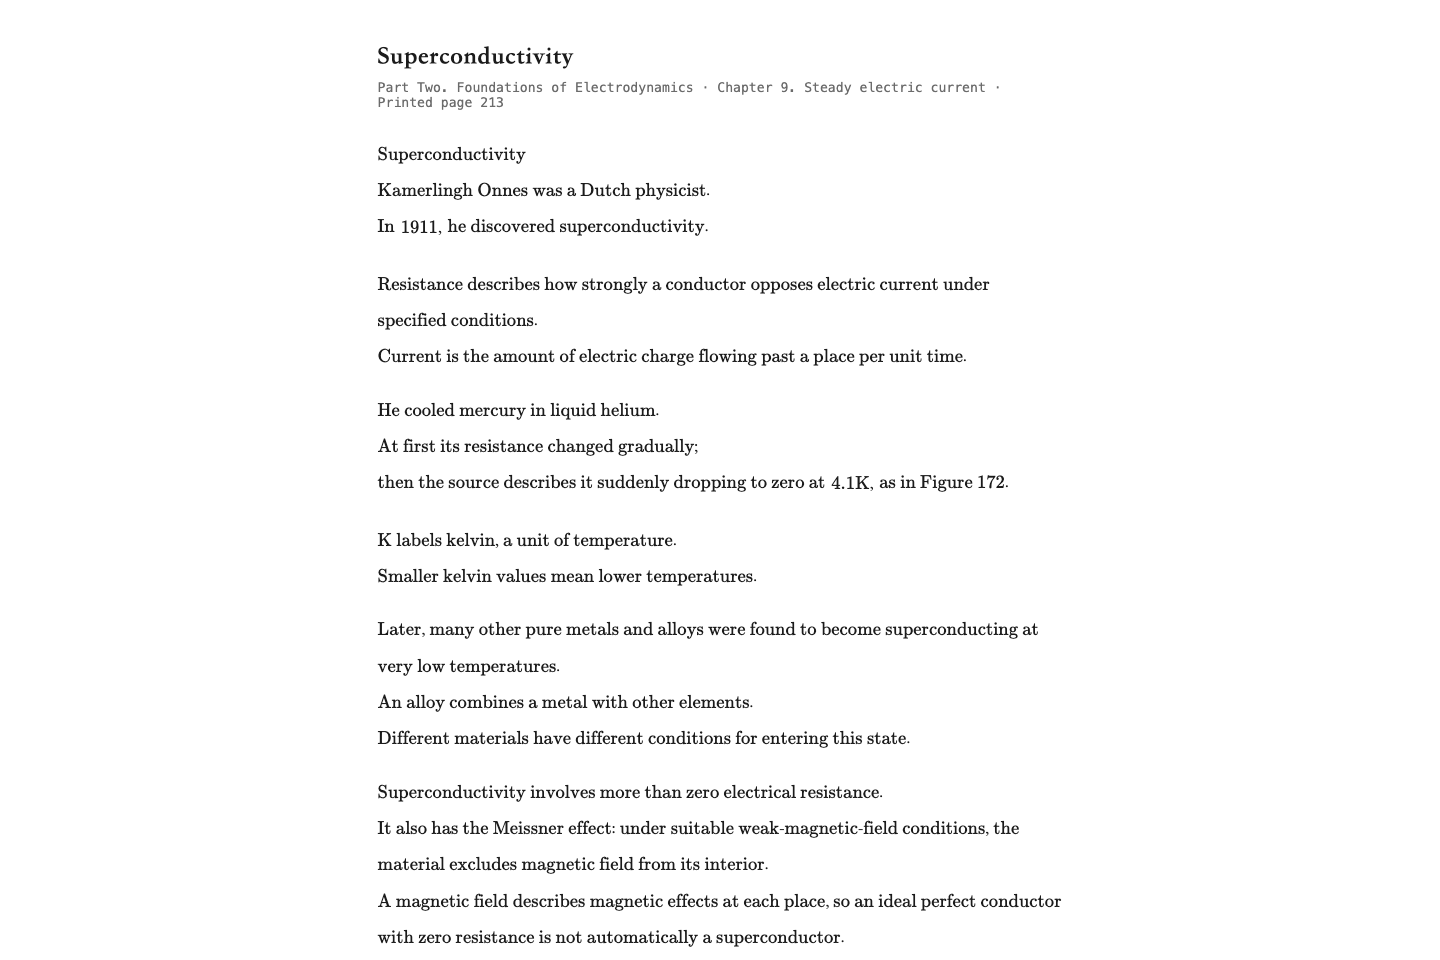 Superconductivity
Part Two. Foundations of Electrodynamics · Chapter 9. Steady electric current ·
Printed page 213
Superconductivity
Kamerlingh Onnes was a Dutch physicist.
In 1911, he discovered superconductivity.
Resistance describes how strongly a conductor opposes electric current under
specified conditions.
Current is the amount of electric charge flowing past a place per unit time.
He cooled mercury in liquid helium.
At first its resistance changed gradually;
then the source describes it suddenly dropping to zero at 4.1K, as in Figure 172.
K labels kelvin, a unit of temperature.
Smaller kelvin values mean lower temperatures.
Later, many other pure metals and alloys were found to become superconducting at
very low temperatures.
An alloy combines a metal with other elements.
Different materials have different conditions for entering this state.
Superconductivity involves more than zero electrical resistance.
It also has the Meissner effect: under suitable weak-magnetic-field conditions, the
material excludes magnetic field from its interior.
A magnetic field describes magnetic effects at each place, so an ideal perfect conductor
with zero resistance is not automatically a superconductor.